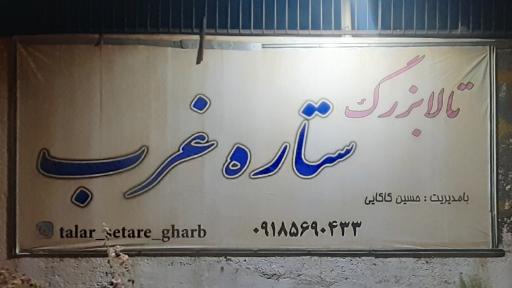 تالار بزرگ
ستاره غرب
بامدیریت : حسین کاکایی
talar_setare_gharb
۰۹۱۸۵۶۹۰۴۳۳